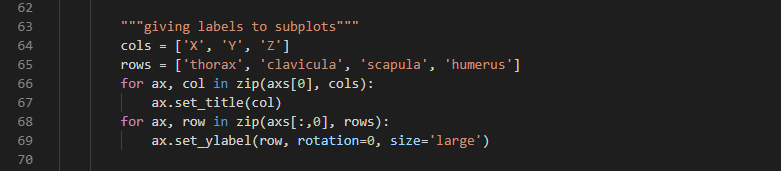 62
63 """giving labels to subplots"""
64 cols = ['X', 'Y', 'Z']
65 rows = ['thorax', 'clavicula', 'scapula', 'humerus']
66 for ax, col in zip(axs[0], cols):
67 ax.set_title(col)
68 for ax, row in zip(axs[:,0], rows):
69 ax.set_ylabel(row, rotation=0, size='large')
70